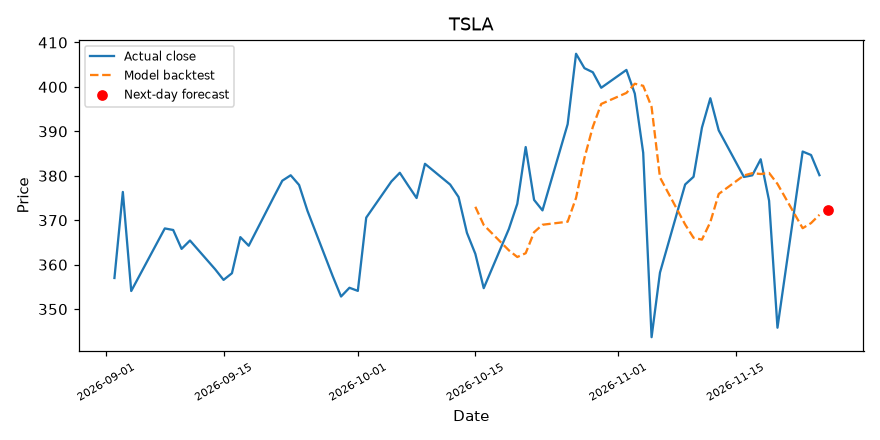 TSLA
Actual close
Model backtest
Next-day forecast
410
400
390
380
370
360
350
Price
2026-09-01
2026-09-15
2026-10-01
2026-10-15
2026-11-01
2026-11-15
Date